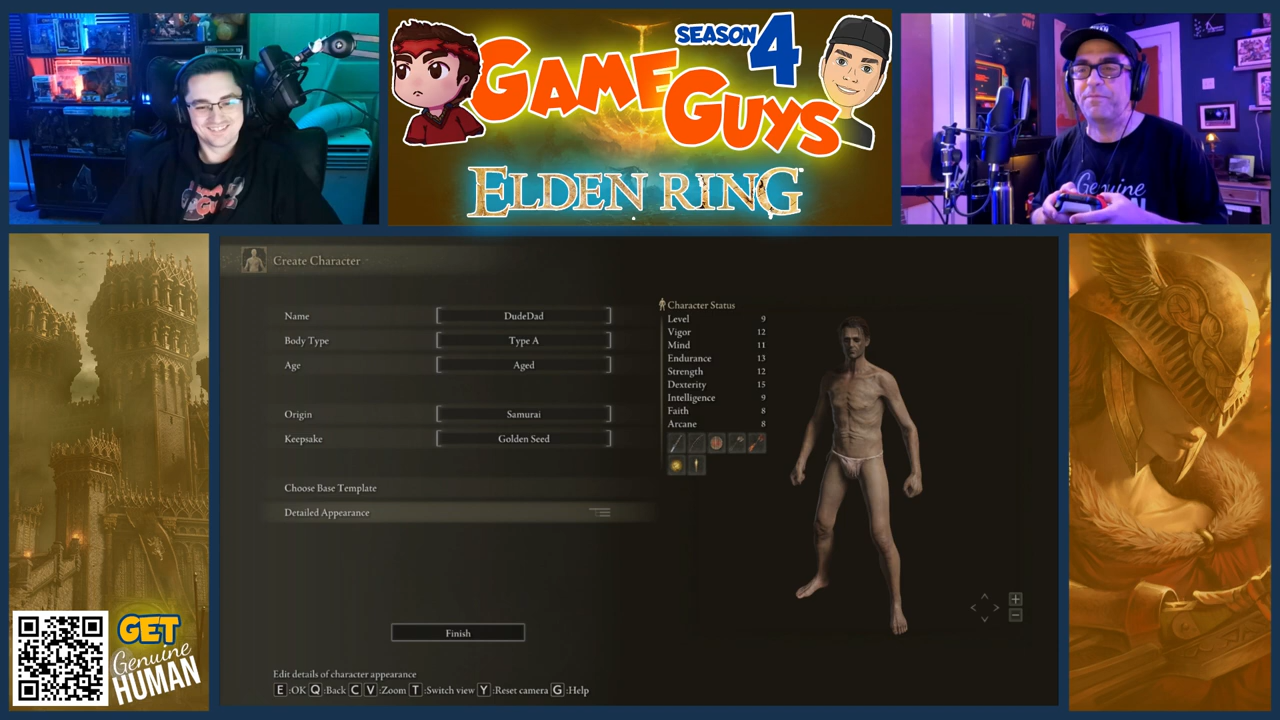 SEASON 4
GAME GUYS
ELDEN RING
Genuine
Create Character
Name DudeDad
Body Type Type A
Age Aged
Origin Samurai
Keepsake Golden Seed
Choose Base Template
Detailed Appearance
Finish
Edit details of character appearance
E :OK Q :Back C V :Zoom T :Switch view Y :Reset camera G :Help
Character Status
Level 9
Vigor 12
Mind 11
Endurance 13
Strength 12
Dexterity 15
Intelligence 9
Faith 8
Arcane 8
GET
Genuine
HUMAN